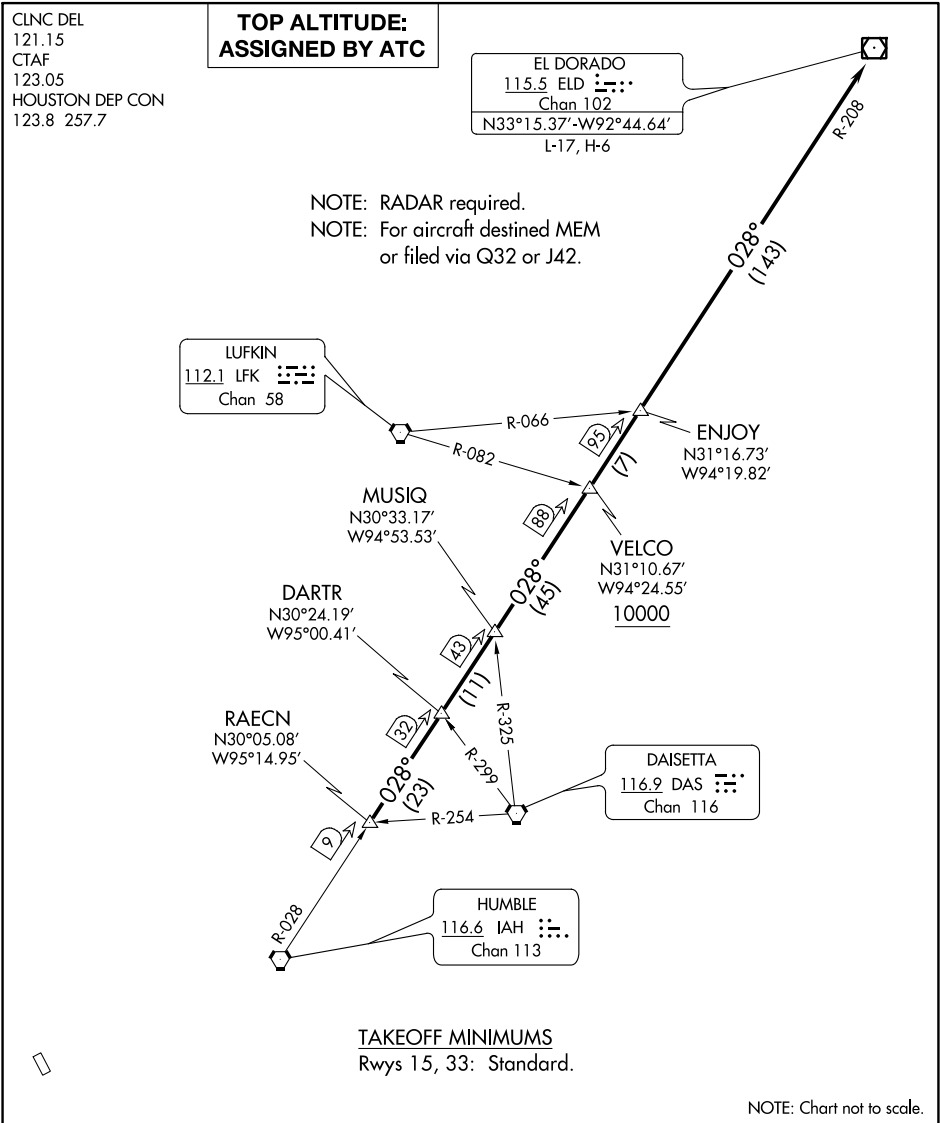 CLNC DEL
121.15
CTAF
123.05
HOUSTON DEP CON
123.8 257.7
TOP ALTITUDE:
ASSIGNED BY ATC
EL DORADO
115.5 ELD
Chan 102
N33°15.37'-W92°44.64'
L-17, H-6
R-208
NOTE: RADAR required.
NOTE: For aircraft destined MEM
or filed via Q32 or J42.
028°
(143)
LUFKIN
112.1 LFK
Chan 58
R-066
R-082
95
(7)
ENJOY
N31°16.73'
W94°19.82'
88
VELCO
N31°10.67'
W94°24.55'
10000
MUSIQ
N30°33.17'
W94°53.53'
028°
(45)
DARTR
N30°24.19'
W95°00.41'
43
(11)
32
R-325
R-299
RAECN
N30°05.08'
W95°14.95'
028°
(23)
9
R-254
DAISETTA
116.9 DAS
Chan 116
R-028
HUMBLE
116.6 IAH
Chan 113
TAKEOFF MINIMUMS
Rwys 15, 33: Standard.
NOTE: Chart not to scale.